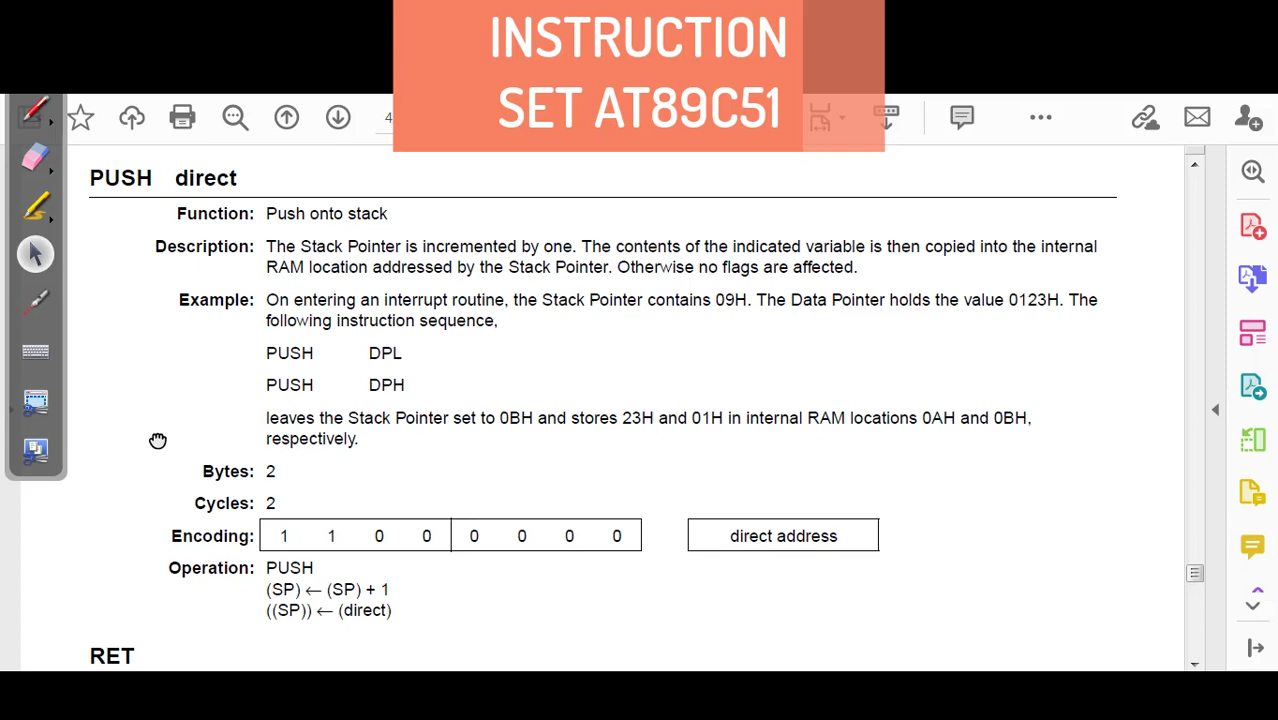 INSTRUCTION
SET AT89C51
4
PUSH direct
Function: Push onto stack
Description: The Stack Pointer is incremented by one. The contents of the indicated variable is then copied into the internal
RAM location addressed by the Stack Pointer. Otherwise no flags are affected.
Example: On entering an interrupt routine, the Stack Pointer contains 09H. The Data Pointer holds the value 0123H. The
following instruction sequence,
PUSH DPL
PUSH DPH
leaves the Stack Pointer set to 0BH and stores 23H and 01H in internal RAM locations 0AH and 0BH,
respectively.
Bytes: 2
Cycles: 2
Encoding: 1 1 0 0 0 0 0 0 direct address
Operation: PUSH
(SP) ← (SP) + 1
((SP)) ← (direct)
RET